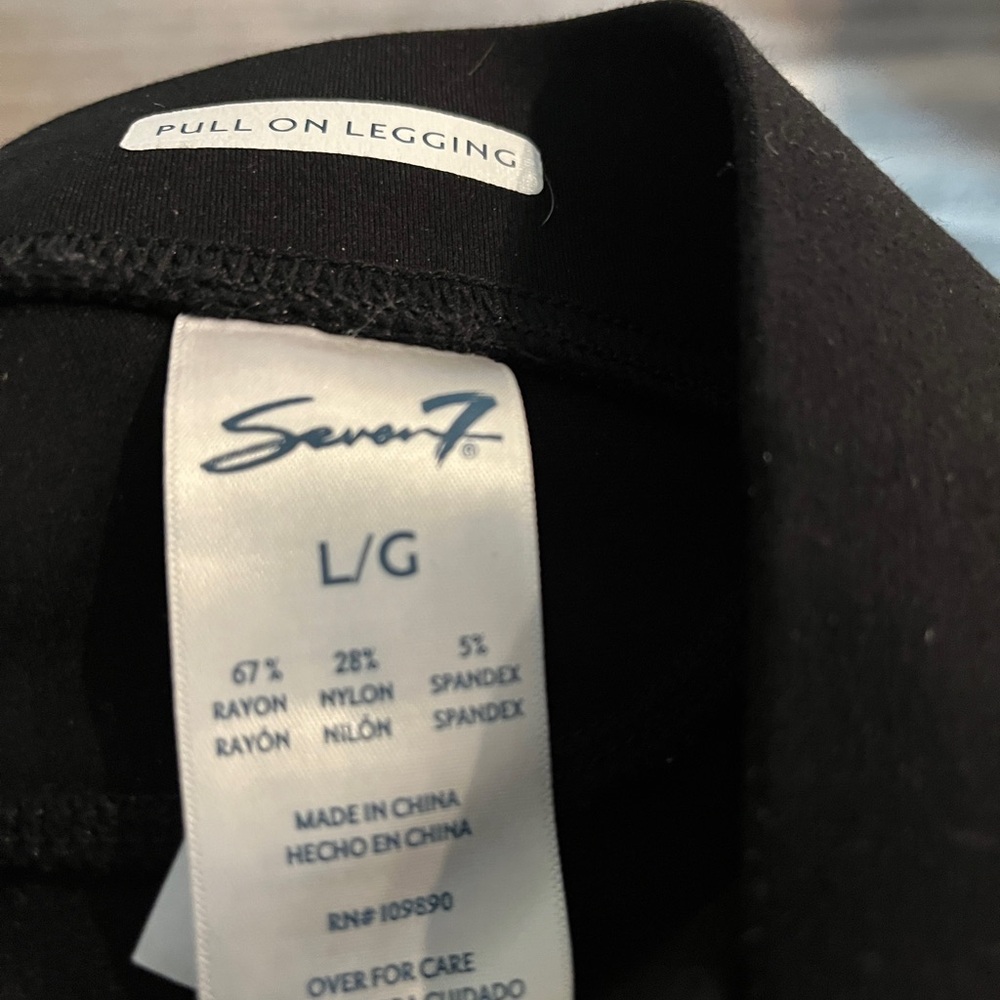 PULL ON LEGGING
Seven7®
L/G
67% 28% 5%
RAYON NYLON SPANDEX
RAYÓN NILÓN SPANDEX
MADE IN CHINA
HECHO EN CHINA
RN# 109890
OVER FOR CARE
CUIDADO